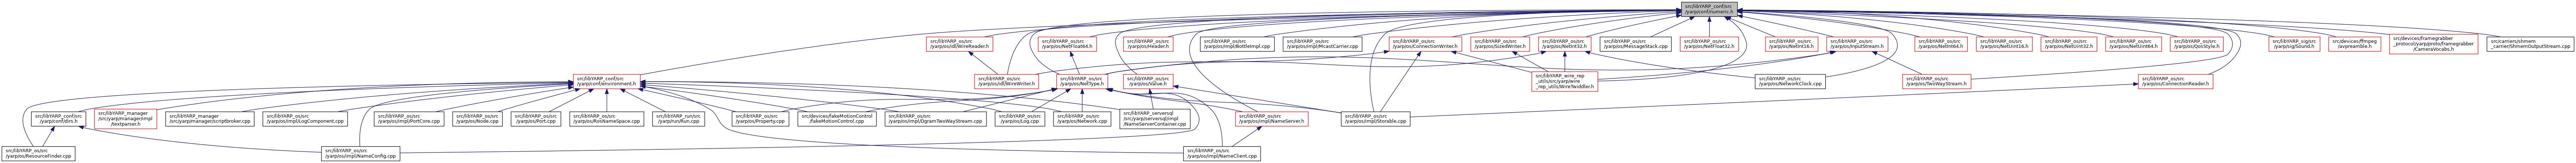 src/libYARP_conf/src
/yarp/conf/numeric.h
src/libYARP_os/src
/yarp/os/idl/WireReader.h
src/libYARP_os/src
/yarp/os/NetFloat64.h
src/libYARP_os/src
/yarp/os/Header.h
src/libYARP_os/src
/yarp/os/impl/BottleImpl.cpp
src/libYARP_os/src
/yarp/os/impl/McastCarrier.cpp
src/libYARP_os/src
/yarp/os/ConnectionWriter.h
src/libYARP_os/src
/yarp/os/SizedWriter.h
src/libYARP_os/src
/yarp/os/NetInt32.h
src/libYARP_os/src
/yarp/os/MessageStack.cpp
src/libYARP_os/src
/yarp/os/NetFloat32.h
src/libYARP_os/src
/yarp/os/NetInt16.h
src/libYARP_os/src
/yarp/os/InputStream.h
src/libYARP_os/src
/yarp/os/NetInt64.h
src/libYARP_os/src
/yarp/os/NetUint16.h
src/libYARP_os/src
/yarp/os/NetUint32.h
src/libYARP_os/src
/yarp/os/NetUint64.h
src/libYARP_os/src
/yarp/os/QosStyle.h
src/libYARP_sig/src
/yarp/sig/Sound.h
src/devices/ffmpeg
/avpreamble.h
src/devices/framegrabber
_protocol/yarp/proto/framegrabber
/CameraVocabs.h
src/carriers/shmem
_carrier/ShmemOutputStream.cpp
src/libYARP_conf/src
/yarp/conf/environment.h
src/libYARP_os/src
/yarp/os/idl/WireWriter.h
src/libYARP_os/src
/yarp/os/NetType.h
src/libYARP_os/src
/yarp/os/Value.h
src/libYARP_wire_rep
_utils/src/yarp/wire
_rep_utils/WireTwiddler.h
src/libYARP_os/src
/yarp/os/NetworkClock.cpp
src/libYARP_os/src
/yarp/os/TwoWayStream.h
src/libYARP_os/src
/yarp/os/ConnectionReader.h
src/libYARP_conf/src
/yarp/conf/dirs.h
src/libYARP_manager
/src/yarp/manager/impl
/textparser.h
src/libYARP_manager
/src/yarp/manager/scriptbroker.cpp
src/libYARP_os/src
/yarp/os/impl/LogComponent.cpp
src/libYARP_os/src
/yarp/os/impl/PortCore.cpp
src/libYARP_os/src
/yarp/os/Node.cpp
src/libYARP_os/src
/yarp/os/Port.cpp
src/libYARP_os/src
/yarp/os/RosNameSpace.cpp
src/libYARP_run/src
/yarp/run/Run.cpp
src/libYARP_os/src
/yarp/os/Property.cpp
src/devices/fakeMotionControl
/fakeMotionControl.cpp
src/libYARP_os/src
/yarp/os/impl/DgramTwoWayStream.cpp
src/libYARP_os/src
/yarp/os/Log.cpp
src/libYARP_os/src
/yarp/os/Network.cpp
src/libYARP_serversql
/src/yarp/serversql/impl
/NameServerContainer.cpp
src/libYARP_os/src
/yarp/os/impl/NameServer.h
src/libYARP_os/src
/yarp/os/impl/Storable.cpp
src/libYARP_os/src
/yarp/os/ResourceFinder.cpp
src/libYARP_os/src
/yarp/os/impl/NameConfig.cpp
src/libYARP_os/src
/yarp/os/impl/NameClient.cpp